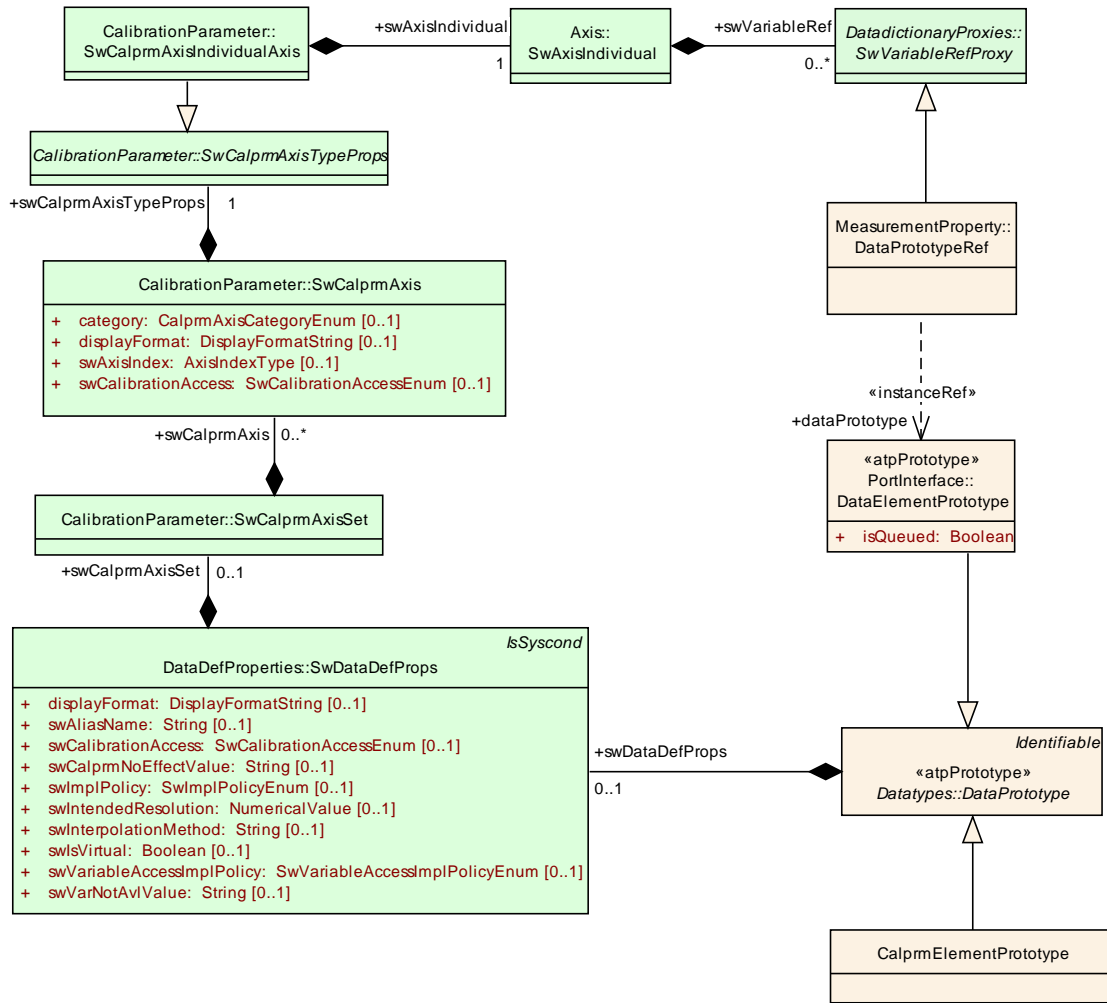 CalibrationParameter::
SwCalprmAxisIndividualAxis
+swAxisIndividual
1
Axis::
SwAxisIndividual
+swVariableRef
0..*
DatadictionaryProxies::
SwVariableRefProxy
CalibrationParameter::SwCalprmAxisTypeProps
+swCalprmAxisTypeProps
1
MeasurementProperty::
DataPrototypeRef
CalibrationParameter::SwCalprmAxis
+ category: CalprmAxisCategoryEnum [0..1]
+ displayFormat: DisplayFormatString [0..1]
+ swAxisIndex: AxisIndexType [0..1]
+ swCalibrationAccess: SwCalibrationAccessEnum [0..1]
«instanceRef»
+dataPrototype
+swCalprmAxis
0..*
«atpPrototype»
PortInterface::
DataElementPrototype
+ isQueued: Boolean
CalibrationParameter::SwCalprmAxisSet
+swCalprmAxisSet
0..1
IsSyscond
DataDefProperties::SwDataDefProps
+ displayFormat: DisplayFormatString [0..1]
+ swAliasName: String [0..1]
+ swCalibrationAccess: SwCalibrationAccessEnum [0..1]
+ swCalprmNoEffectValue: String [0..1]
+ swImplPolicy: SwImplPolicyEnum [0..1]
+ swIntendedResolution: NumericalValue [0..1]
+ swInterpolationMethod: String [0..1]
+ swIsVirtual: Boolean [0..1]
+ swVariableAccessImplPolicy: SwVariableAccessImplPolicyEnum [0..1]
+ swVarNotAvlValue: String [0..1]
+swDataDefProps
0..1
Identifiable
«atpPrototype»
Datatypes::DataPrototype
CalprmElementPrototype